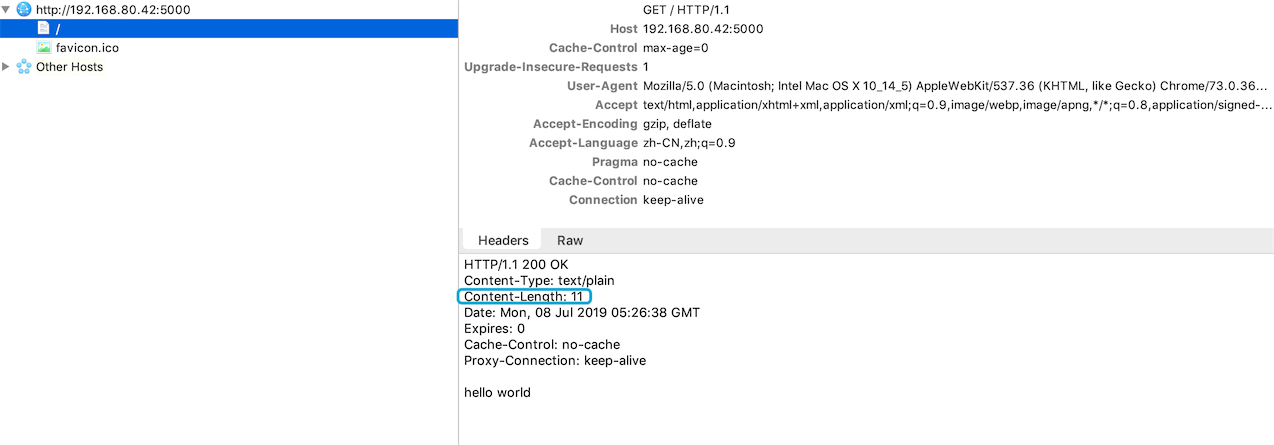 http://192.168.80.42:5000
/
favicon.ico
Other Hosts
GET / HTTP/1.1
Host 192.168.80.42:5000
Cache-Control max-age=0
Upgrade-Insecure-Requests 1
User-Agent Mozilla/5.0 (Macintosh; Intel Mac OS X 10_14_5) AppleWebKit/537.36 (KHTML, like Gecko) Chrome/73.0.36...
Accept text/html,application/xhtml+xml,application/xml;q=0.9,image/webp,image/apng,*/*;q=0.8,application/signed-...
Accept-Encoding gzip, deflate
Accept-Language zh-CN,zh;q=0.9
Pragma no-cache
Cache-Control no-cache
Connection keep-alive
Headers Raw
HTTP/1.1 200 OK
Content-Type: text/plain
Content-Length: 11
Date: Mon, 08 Jul 2019 05:26:38 GMT
Expires: 0
Cache-Control: no-cache
Proxy-Connection: keep-alive
hello world